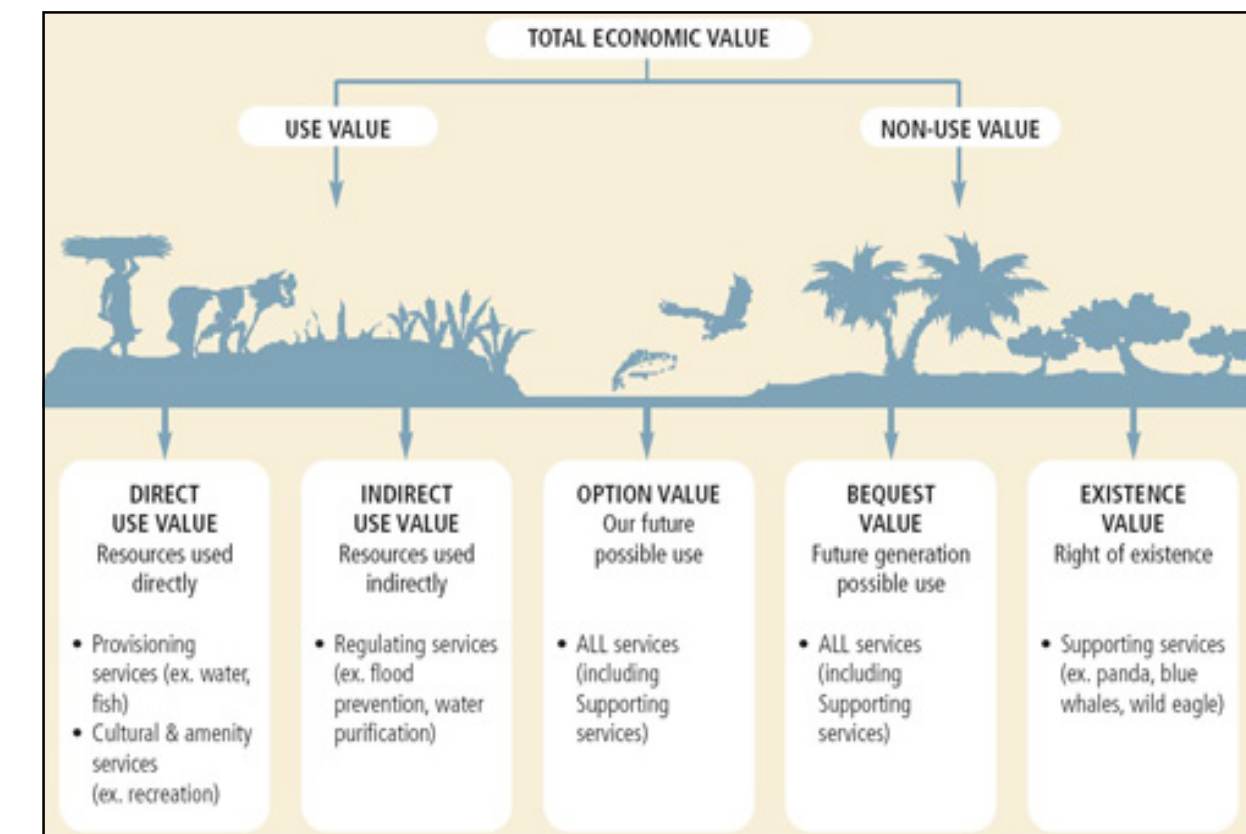 TOTAL ECONOMIC VALUE
USE VALUE
NON-USE VALUE
DIRECT
USE VALUE
Resources used
directly
• Provisioning
services (ex. water,
fish)
• Cultural & amenity
services
(ex. recreation)
INDIRECT
USE VALUE
Resources used
indirectly
• Regulating services
(ex. flood
prevention, water
purification)
OPTION VALUE
Our future
possible use
• ALL services
(including
Supporting
services)
BEQUEST
VALUE
Future generation
possible use
• ALL services
(including
Supporting
services)
EXISTENCE
VALUE
Right of existence
• Supporting services
(ex. panda, blue
whales, wild eagle)